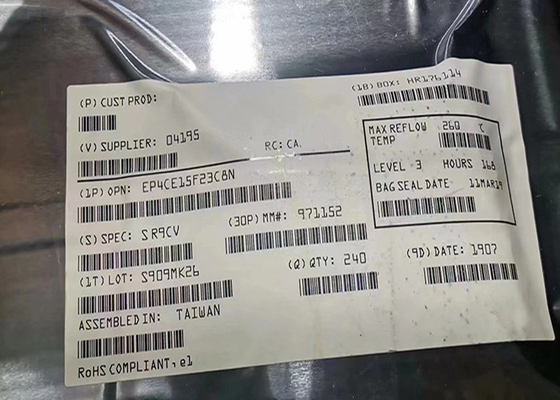 (P) CUST PROD:
(1B) BOX: HR176114
(V) SUPPLIER: 04195
RC: CA
MAX REFLOW TEMP 260 C
LEVEL 3 HOURS 168
BAG SEAL DATE 11MAR19
(1P) OPN: EP4CE15F23C8N
(S) SPEC: SR9CV
(30P) MM#: 971152
(1T) LOT: S909MK26
(Q) QTY: 240
(9D) DATE: 1907
ASSEMBLED IN: TAIWAN
RoHS COMPLIANT, e1